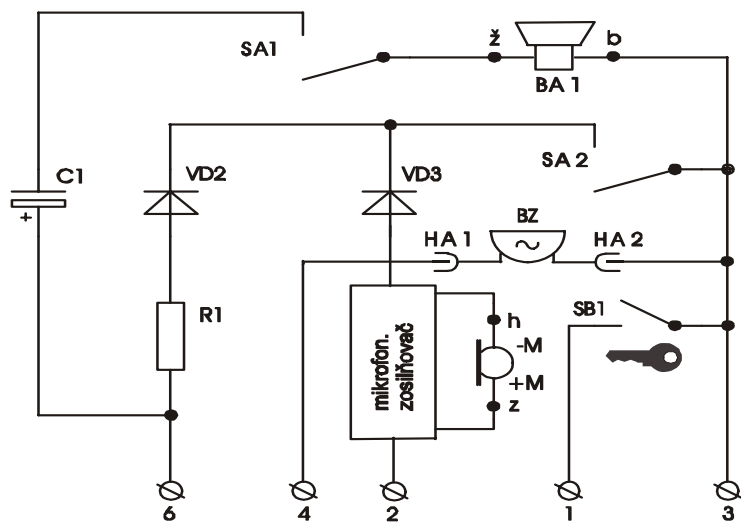 SA1
ž
b
BA 1
SA 2
C1
+
VD2
VD3
BZ
HA 1
HA 2
R1
SB1
mikrofon.
zosilňovač
h
-M
+M
z
6
4
2
1
3